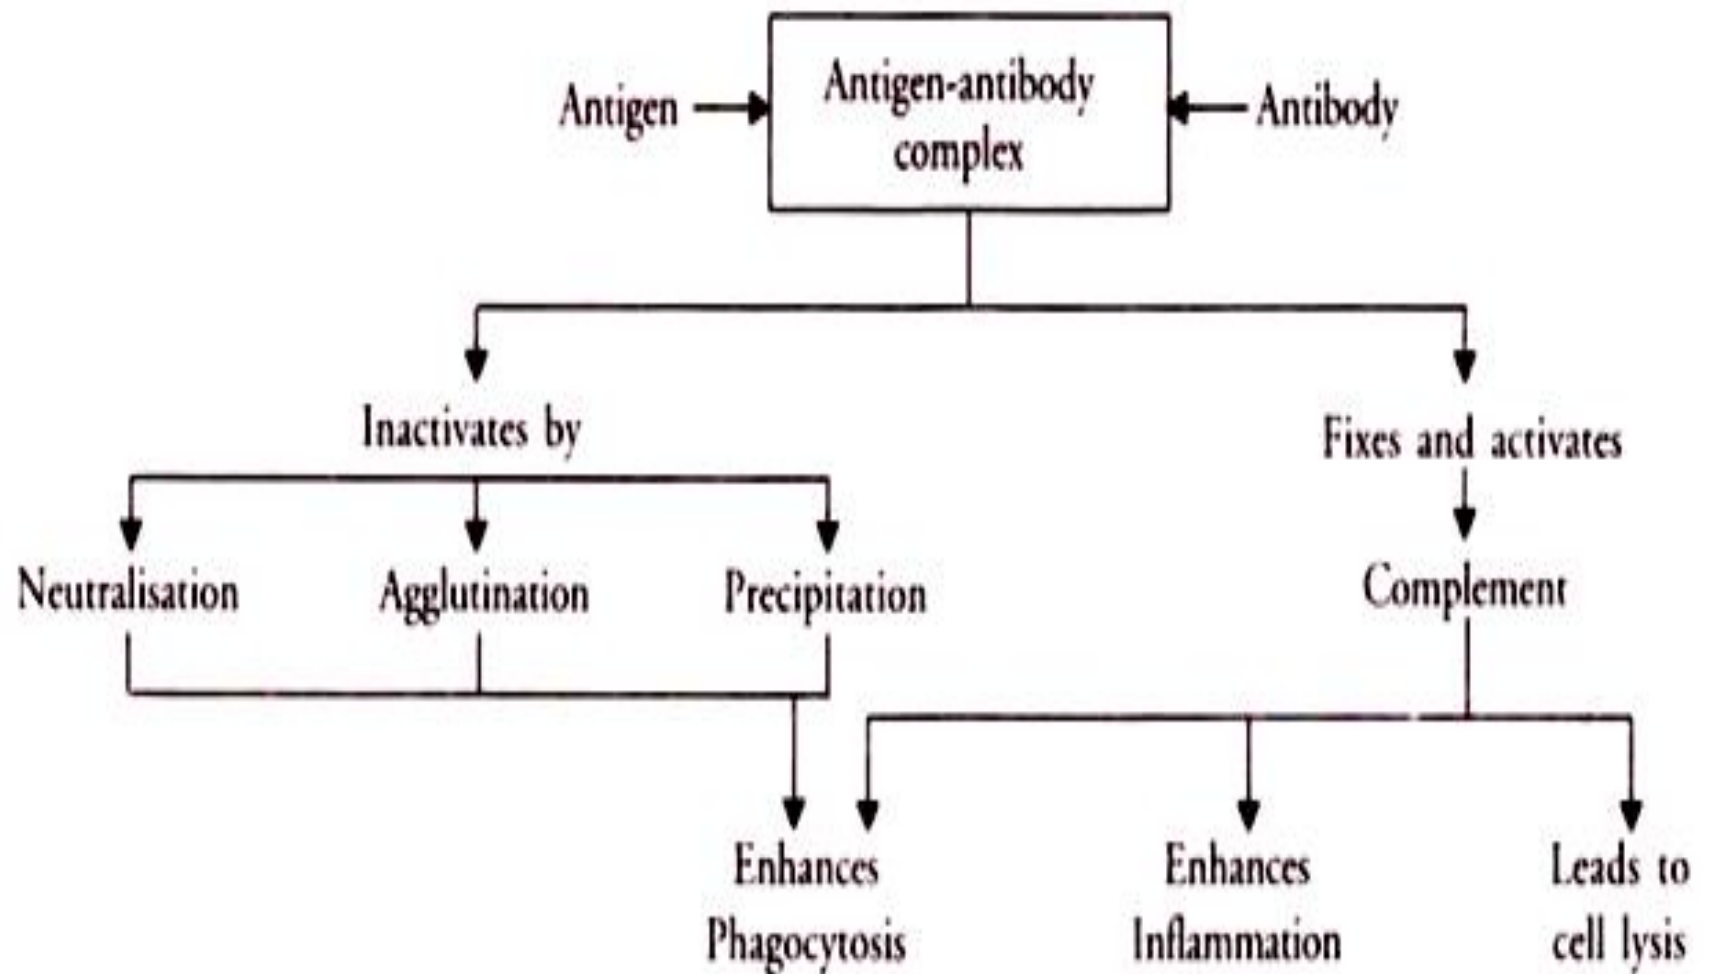 Antigen
Antigen-antibody
complex
Antibody
Inactivates by
Fixes and activates
Neutralisation
Agglutination
Precipitation
Complement
Enhances
Phagocytosis
Enhances
Inflammation
Leads to
cell lysis